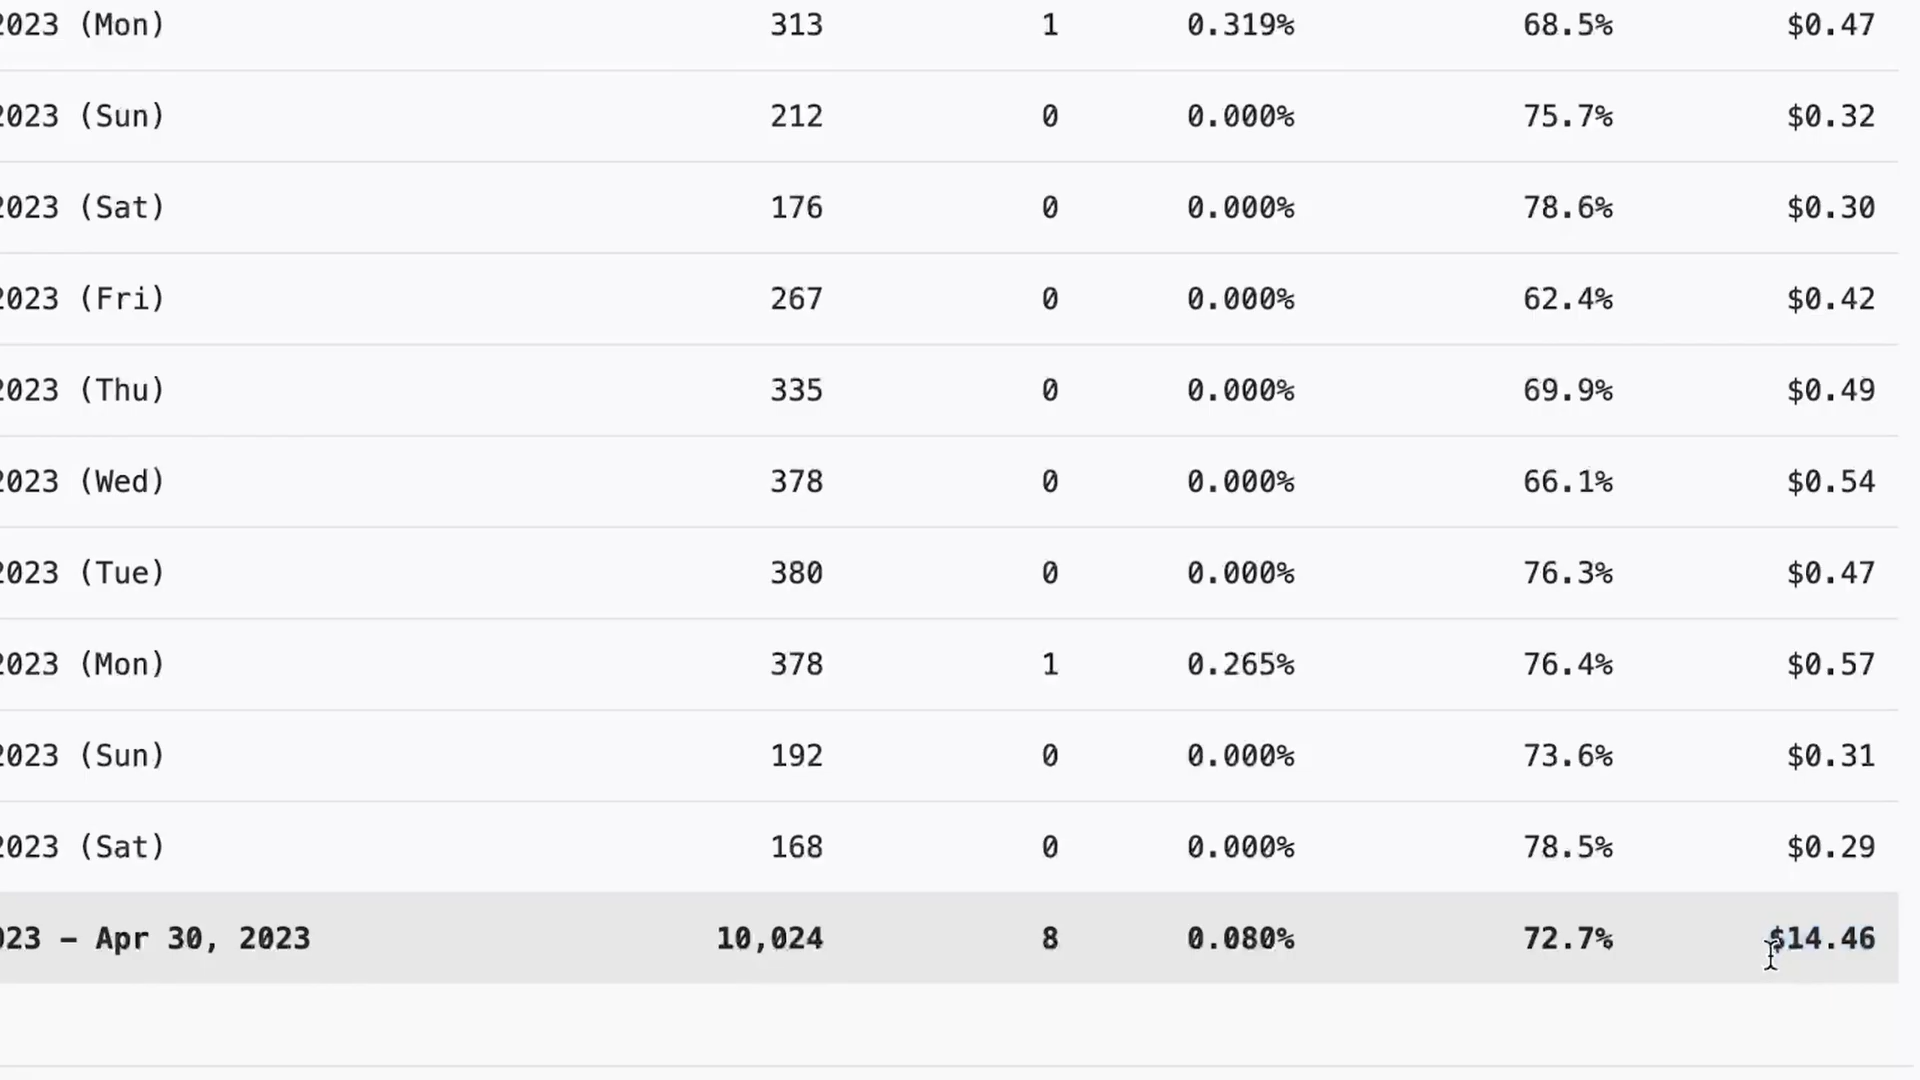 2023 (Mon) 313 1 0.319% 68.5% $0.47
2023 (Sun) 212 0 0.000% 75.7% $0.32
2023 (Sat) 176 0 0.000% 78.6% $0.30
2023 (Fri) 267 0 0.000% 62.4% $0.42
2023 (Thu) 335 0 0.000% 69.9% $0.49
2023 (Wed) 378 0 0.000% 66.1% $0.54
2023 (Tue) 380 0 0.000% 76.3% $0.47
2023 (Mon) 378 1 0.265% 76.4% $0.57
2023 (Sun) 192 0 0.000% 73.6% $0.31
2023 (Sat) 168 0 0.000% 78.5% $0.29
023 – Apr 30, 2023 10,024 8 0.080% 72.7% $14.46